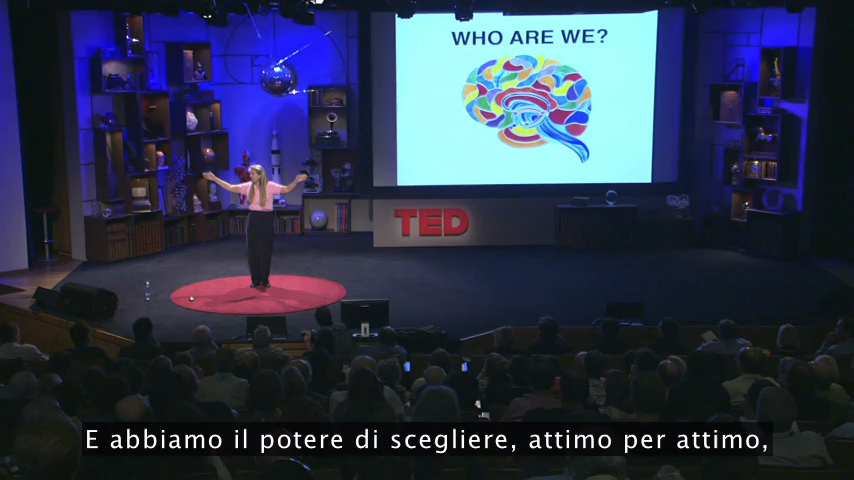 WHO ARE WE?
TED
E abbiamo il potere di scegliere, attimo per attimo,